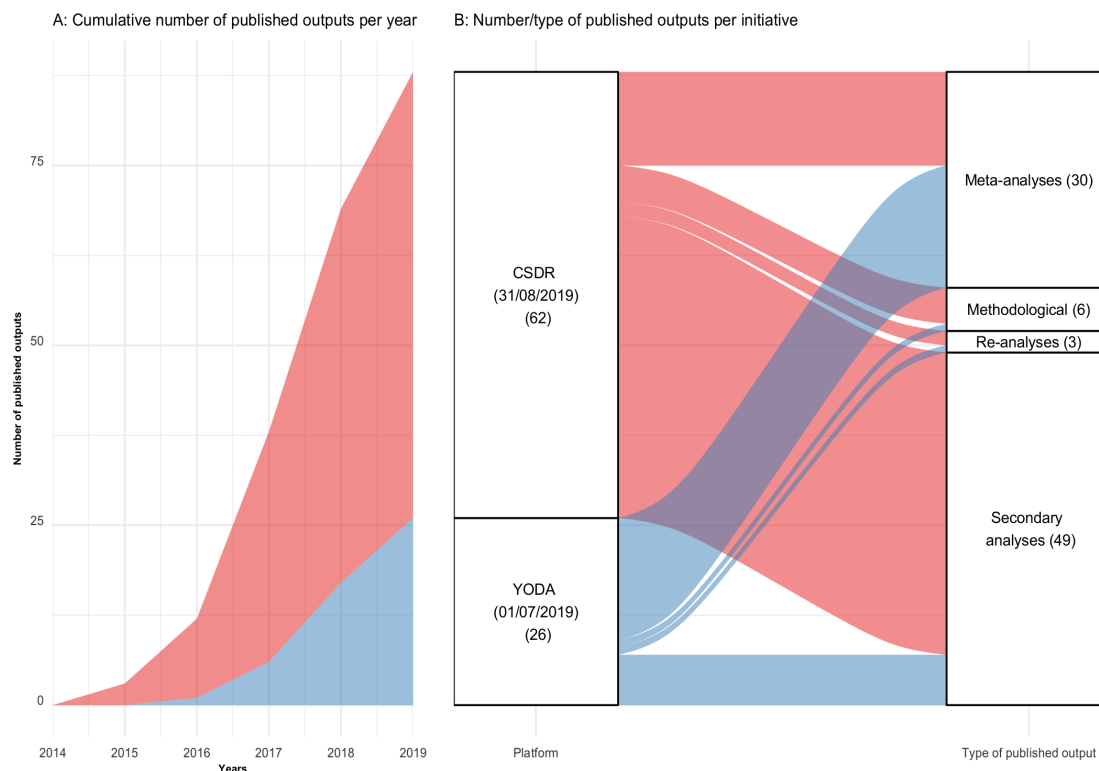 A: Cumulative number of published outputs per year
Number of published outputs
75
50
25
0
2014 2015 2016 2017 2018 2019
Years
B: Number/type of published outputs per initiative
CSDR
(31/08/2019)
(62)
YODA
(01/07/2019)
(26)
Meta-analyses (30)
Methodological (6)
Re-analyses (3)
Secondary
analyses (49)
Platform
Type of published output